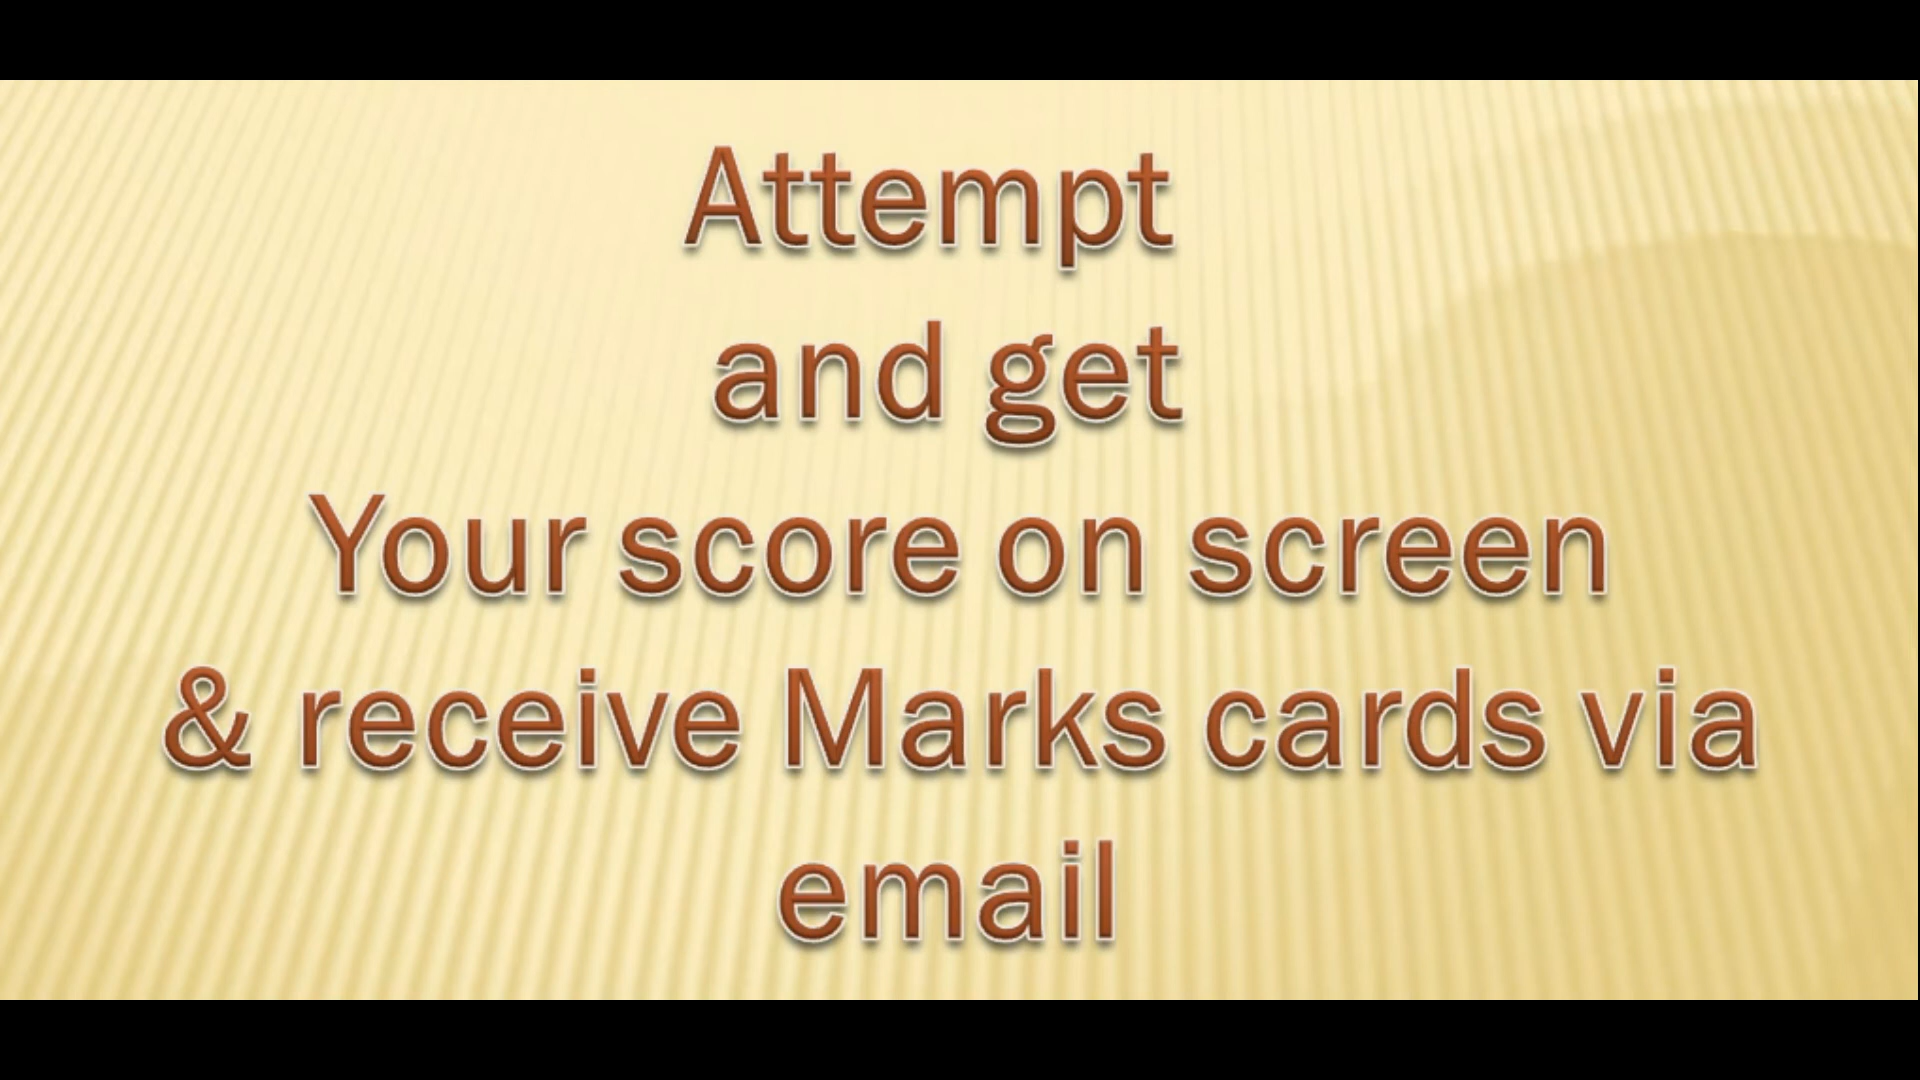 Attempt
and get
Your score on screen
& receive Marks cards via
email